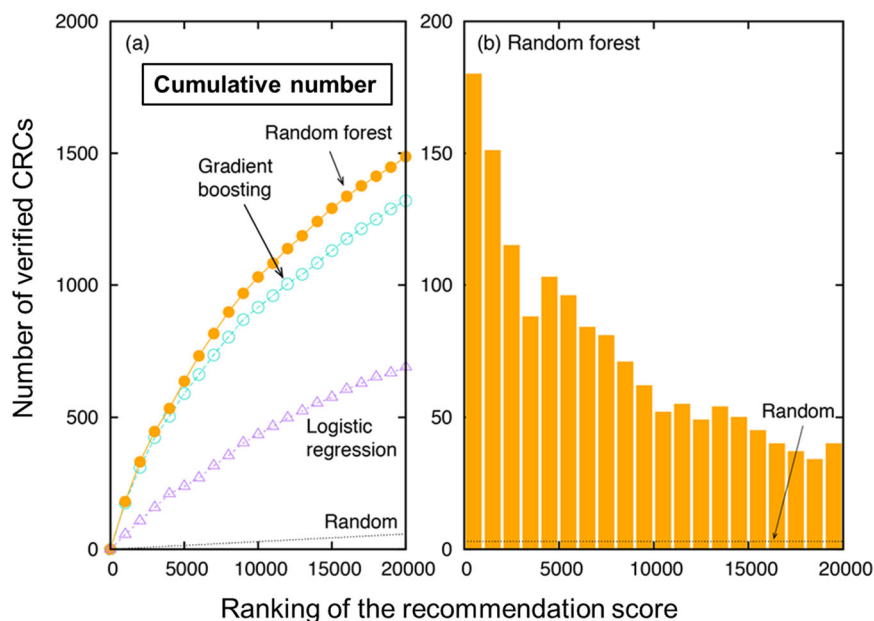 Number of verified CRCs
2000
1500
1000
500
0
(a)
Cumulative number
Random forest
Gradient
boosting
Logistic
regression
Random
0 5000 10000 15000 20000
200
150
100
50
0
(b) Random forest
Random
0 5000 10000 15000 20000
Ranking of the recommendation score